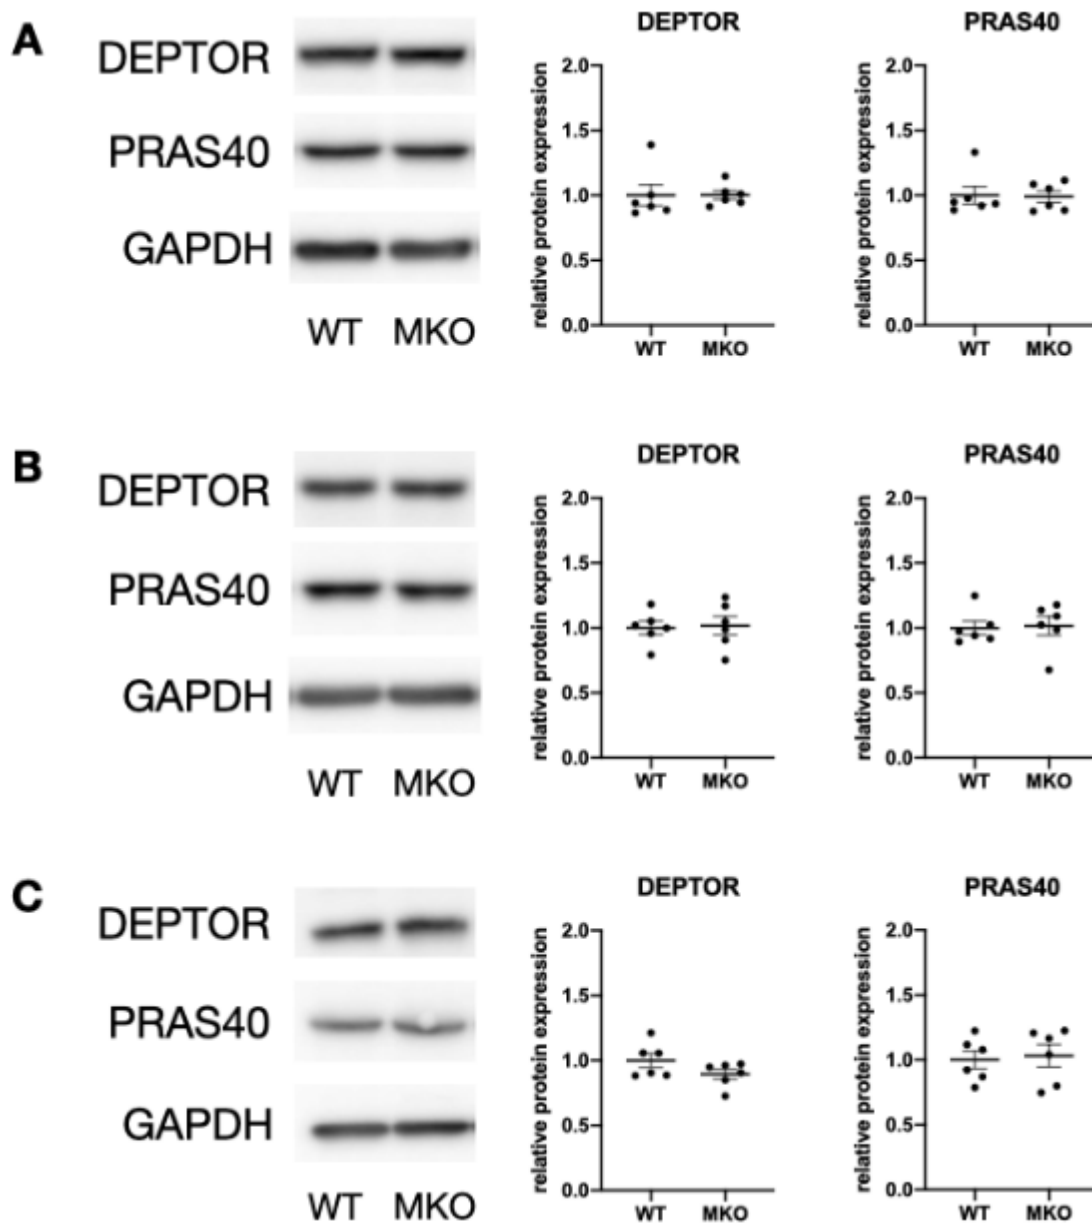 A
DEPTOR
PRAS40
GAPDH
WT MKO
DEPTOR
relative protein expression
2.0
1.5
1.0
0.5
0.0
WT MKO
PRAS40
relative protein expression
2.0
1.5
1.0
0.5
0.0
WT MKO
B
DEPTOR
PRAS40
GAPDH
WT MKO
DEPTOR
relative protein expression
2.0
1.5
1.0
0.5
0.0
WT MKO
PRAS40
relative protein expression
2.0
1.5
1.0
0.5
0.0
WT MKO
C
DEPTOR
PRAS40
GAPDH
WT MKO
DEPTOR
relative protein expression
2.0
1.5
1.0
0.5
0.0
WT MKO
PRAS40
relative protein expression
2.0
1.5
1.0
0.5
0.0
WT MKO